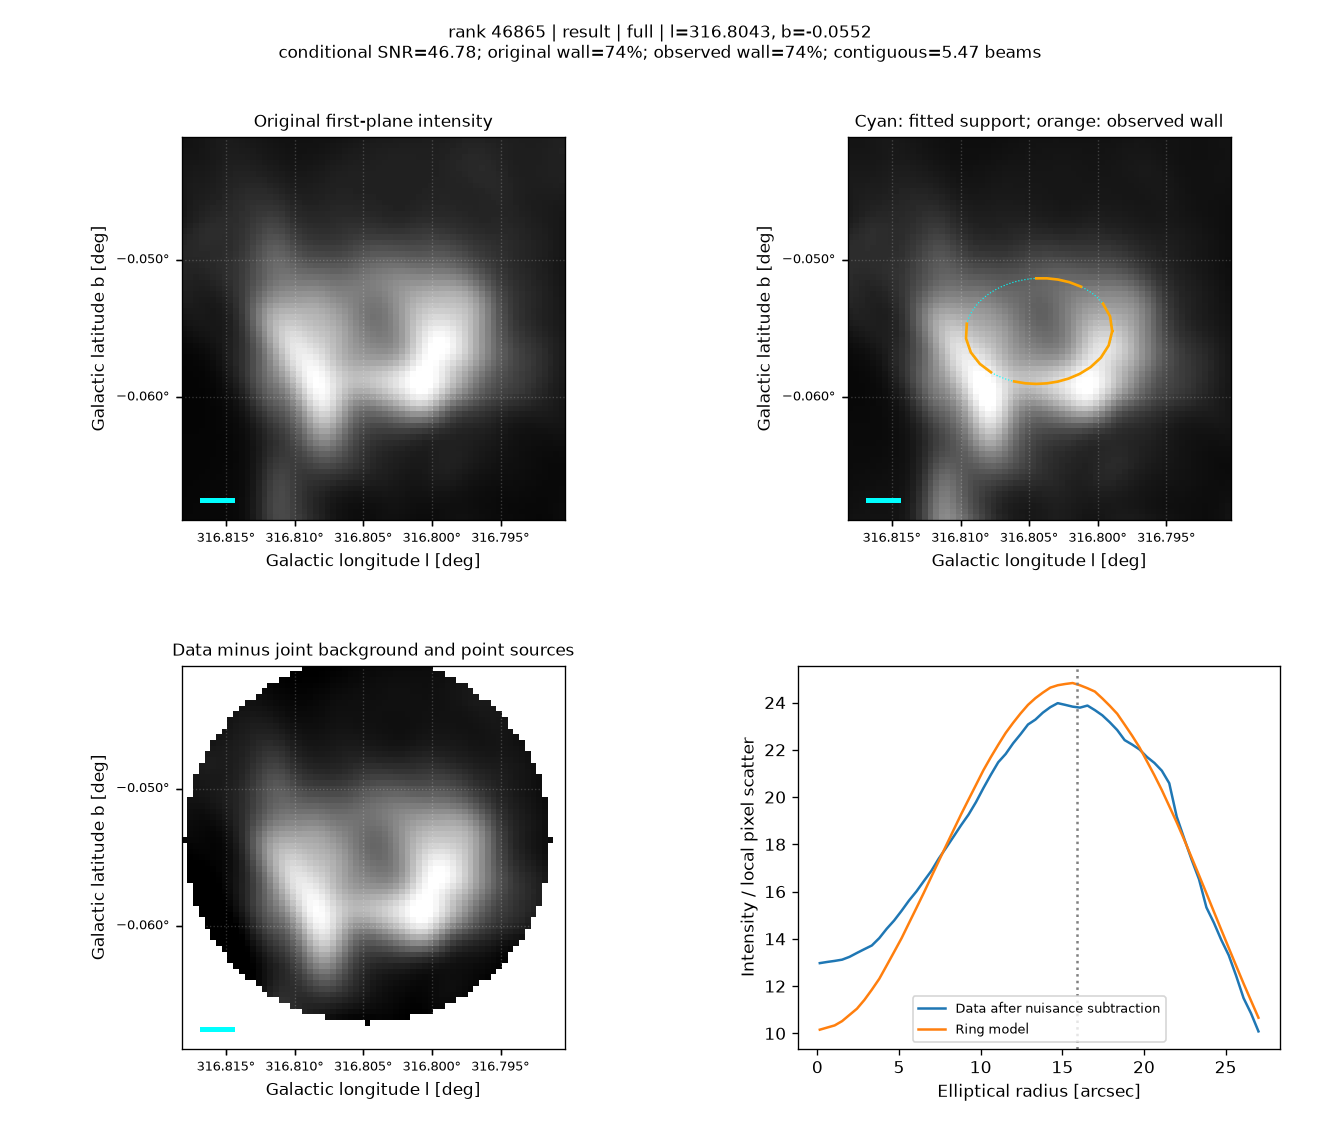 rank 46865 | result | full | l=316.8043, b=-0.0552
conditional SNR=46.78; original wall=74%; observed wall=74%; contiguous=5.47 beams
Original first-plane intensity
Galactic latitude b [deg]
−0.050°
−0.060°
316.815° 316.810° 316.805° 316.800° 316.795°
Galactic longitude l [deg]
Cyan: fitted support; orange: observed wall
Galactic latitude b [deg]
−0.050°
−0.060°
316.815° 316.810° 316.805° 316.800° 316.795°
Galactic longitude l [deg]
Data minus joint background and point sources
Galactic latitude b [deg]
−0.050°
−0.060°
316.815° 316.810° 316.805° 316.800° 316.795°
Galactic longitude l [deg]
Intensity / local pixel scatter
24
22
20
18
16
14
12
10
Data after nuisance subtraction
Ring model
0 5 10 15 20 25
Elliptical radius [arcsec]